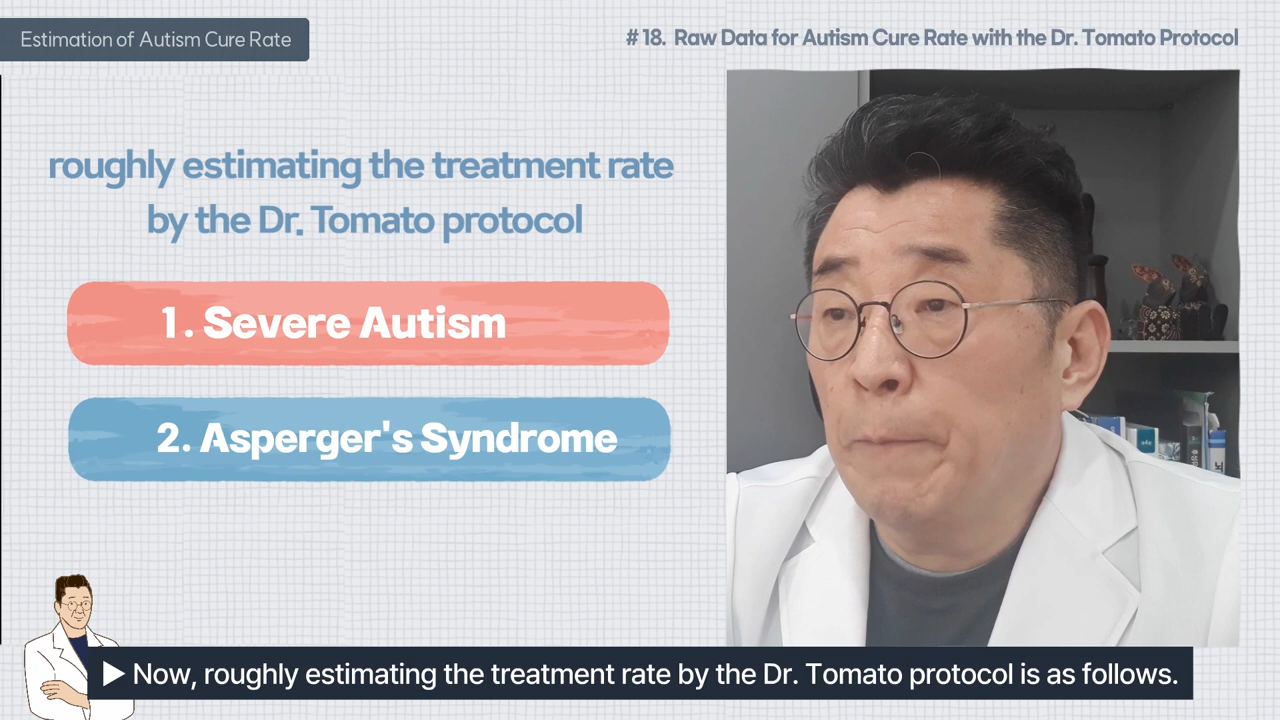 Estimation of Autism Cure Rate
# 18. Raw Data for Autism Cure Rate with the Dr. Tomato Protocol
roughly estimating the treatment rate
by the Dr. Tomato protocol
1. Severe Autism
2. Asperger's Syndrome
▶ Now, roughly estimating the treatment rate by the Dr. Tomato protocol is as follows.